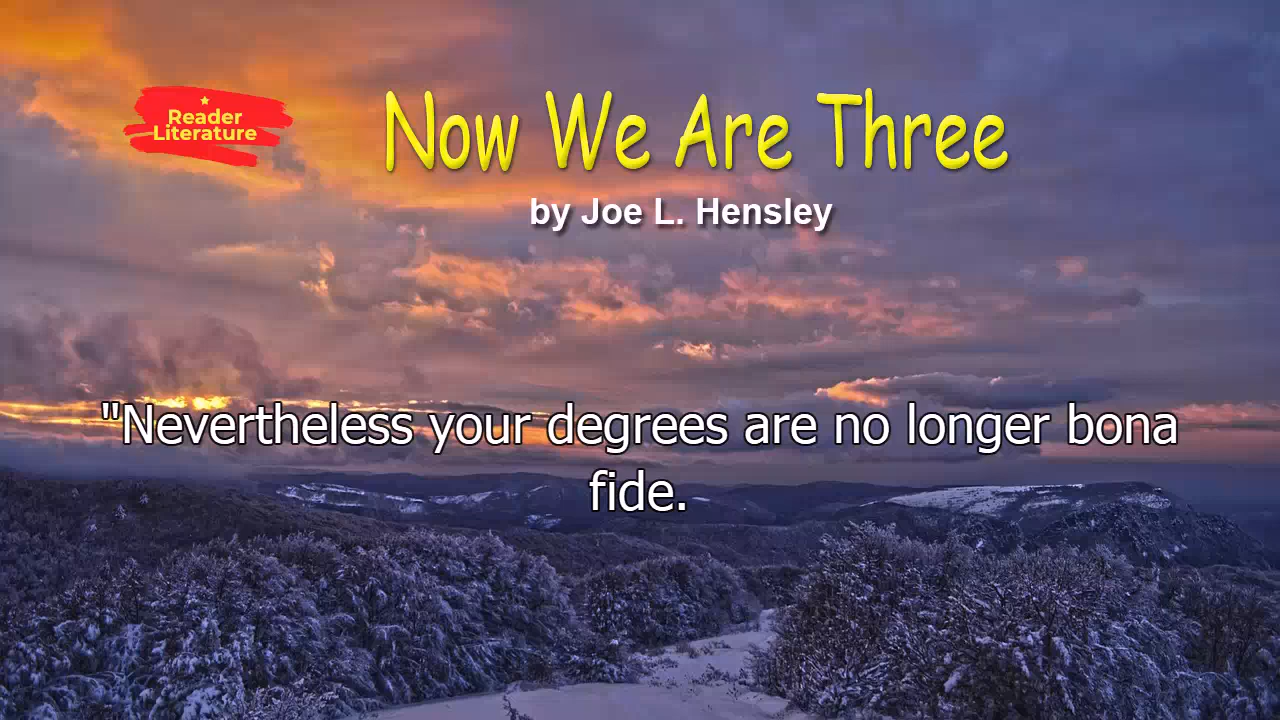 Reader
Literature
Now We Are Three
by Joe L. Hensley
"Nevertheless your degrees are no longer bona
fide.